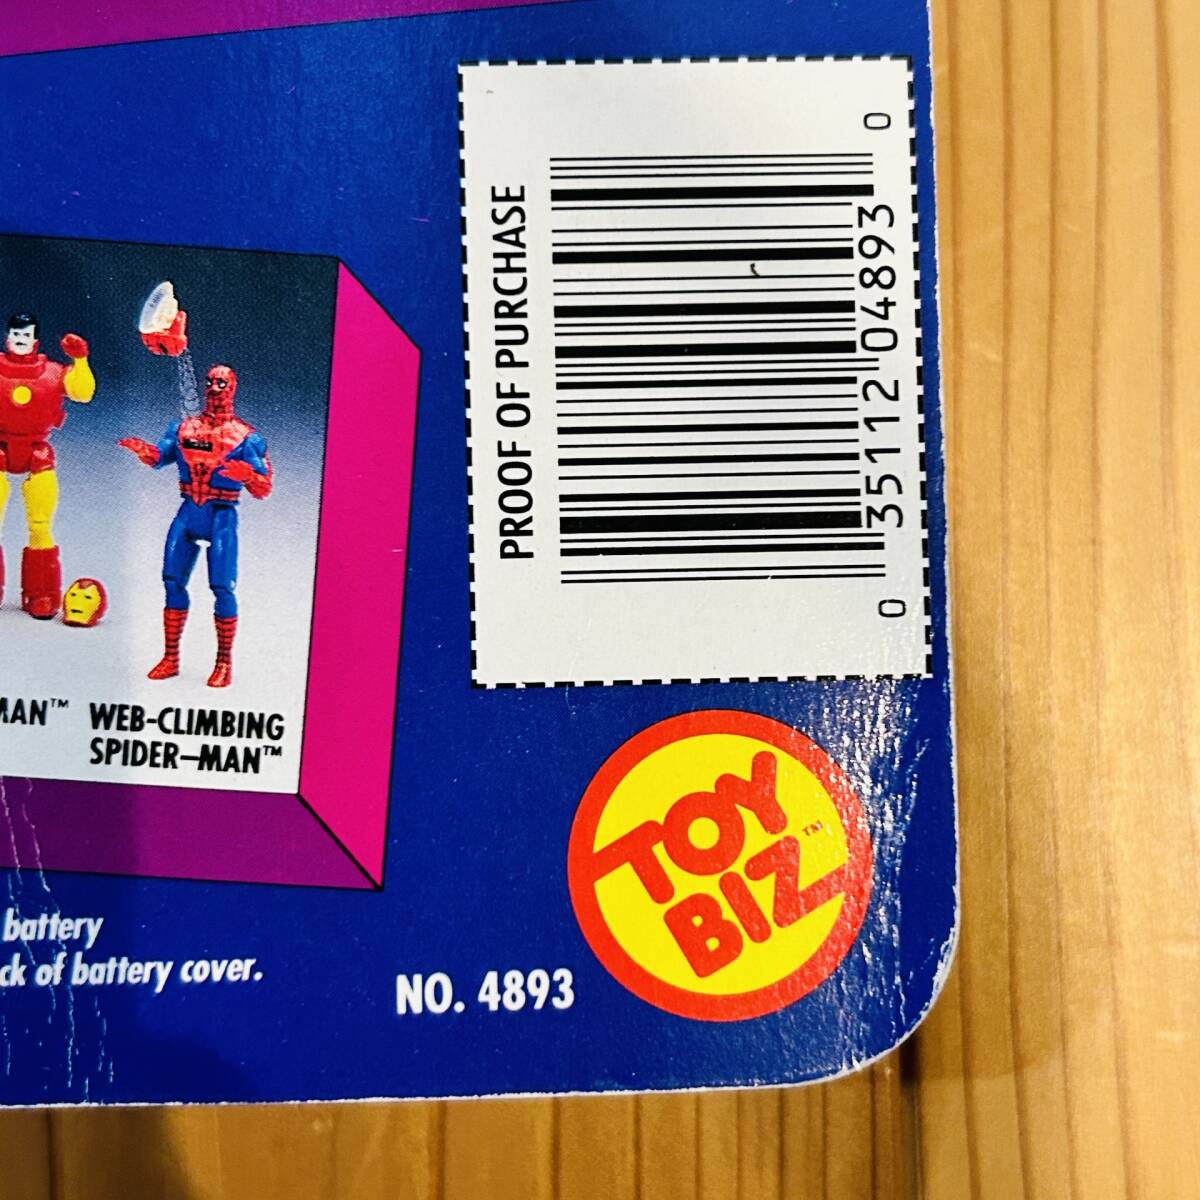 PROOF OF PURCHASE
0 35112 04893 0
MAN™
WEB-CLIMBING
SPIDER-MAN™
battery
ck of battery cover.
NO. 4893
TOY
BIZ™